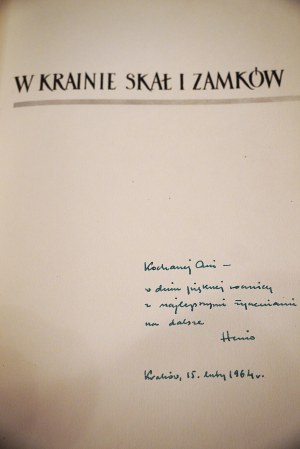 W KRAINIE SKAŁ I ZAMKÓW
Kochanej Ani –
w dniu pięknej rocznicy
z najlepszymi życzeniami
na dalsze
Henio
Kraków, 15. luty 1964 r.